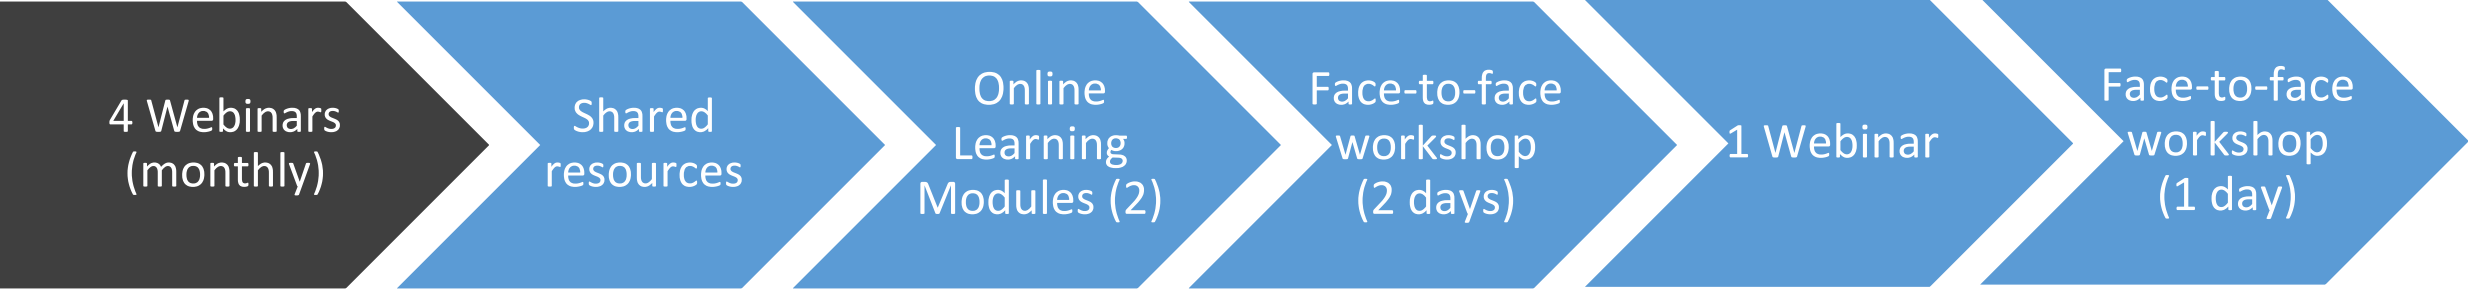 4 Webinars
(monthly)
Shared
resources
Online
Learning
Modules (2)
Face-to-face
workshop
(2 days)
1 Webinar
Face-to-face
workshop
(1 day)